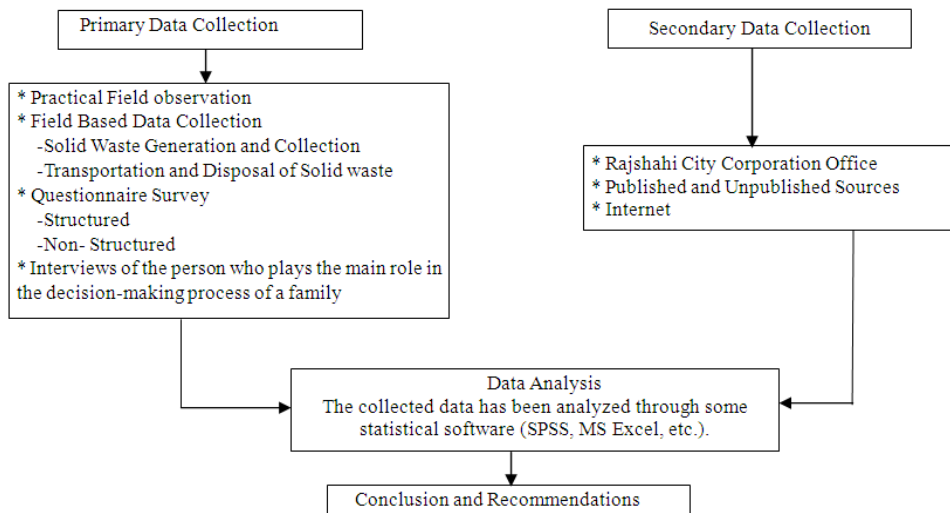 Primary Data Collection
Secondary Data Collection
* Practical Field observation
* Field Based Data Collection
-Solid Waste Generation and Collection
-Transportation and Disposal of Solid waste
* Questionnaire Survey
-Structured
-Non- Structured
* Interviews of the person who plays the main role in
the decision-making process of a family
* Rajshahi City Corporation Office
* Published and Unpublished Sources
* Internet
Data Analysis
The collected data has been analyzed through some
statistical software (SPSS, MS Excel, etc.).
Conclusion and Recommendations